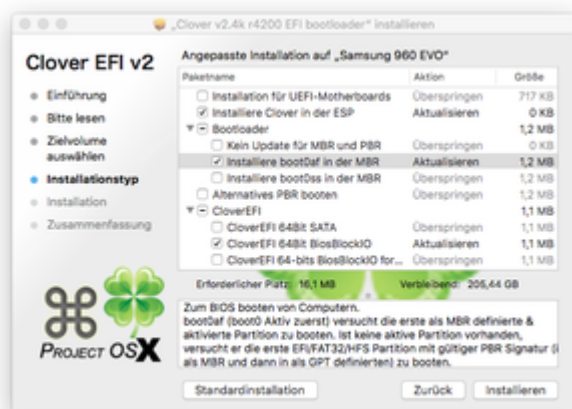 „Clover v2.4k r4200 EFI bootloader“ installieren
Clover EFI v2
Einführung
Bitte lesen
Zielvolume
auswählen
Installationstyp
Installation
Zusammenfassung
PROJECT OSX
Angepasste Installation auf „Samsung 960 EVO“
Paketname Aktion Größe
Installation für UEFI-Motherboards Überspringen 717 KB
Installiere Clover in der ESP Aktualisieren 0 KB
Bootloader 1,2 MB
Kein Update für MBR und PBR Überspringen 0 KB
Installiere boot0af in der MBR Aktualisieren 1,2 MB
Installiere boot0ss in der MBR Überspringen 1,2 MB
Alternatives PBR booten Überspringen 1,2 MB
CloverEFI 1,1 MB
CloverEFI 64Bit SATA Überspringen 1,1 MB
CloverEFI 64Bit BiosBlockIO Aktualisieren 1,1 MB
CloverEFI 64-bits BiosBlockIO for... Überspringen 1,1 MB
Erforderlicher Platz: 16,1 MB Verbleibend: 205,44 GB
Zum BIOS booten von Computern.
boot0af (boot0 Aktiv zuerst) versucht die erste als MBR definierte &
aktivierte Partition zu booten. Ist keine aktive Partition vorhanden,
versucht er die erste EFI/FAT32/HFS Partition mit gültiger PBR Signatur (i
als MBR und dann in als GPT definierten) zu booten.
Standardinstallation Zurück Installieren